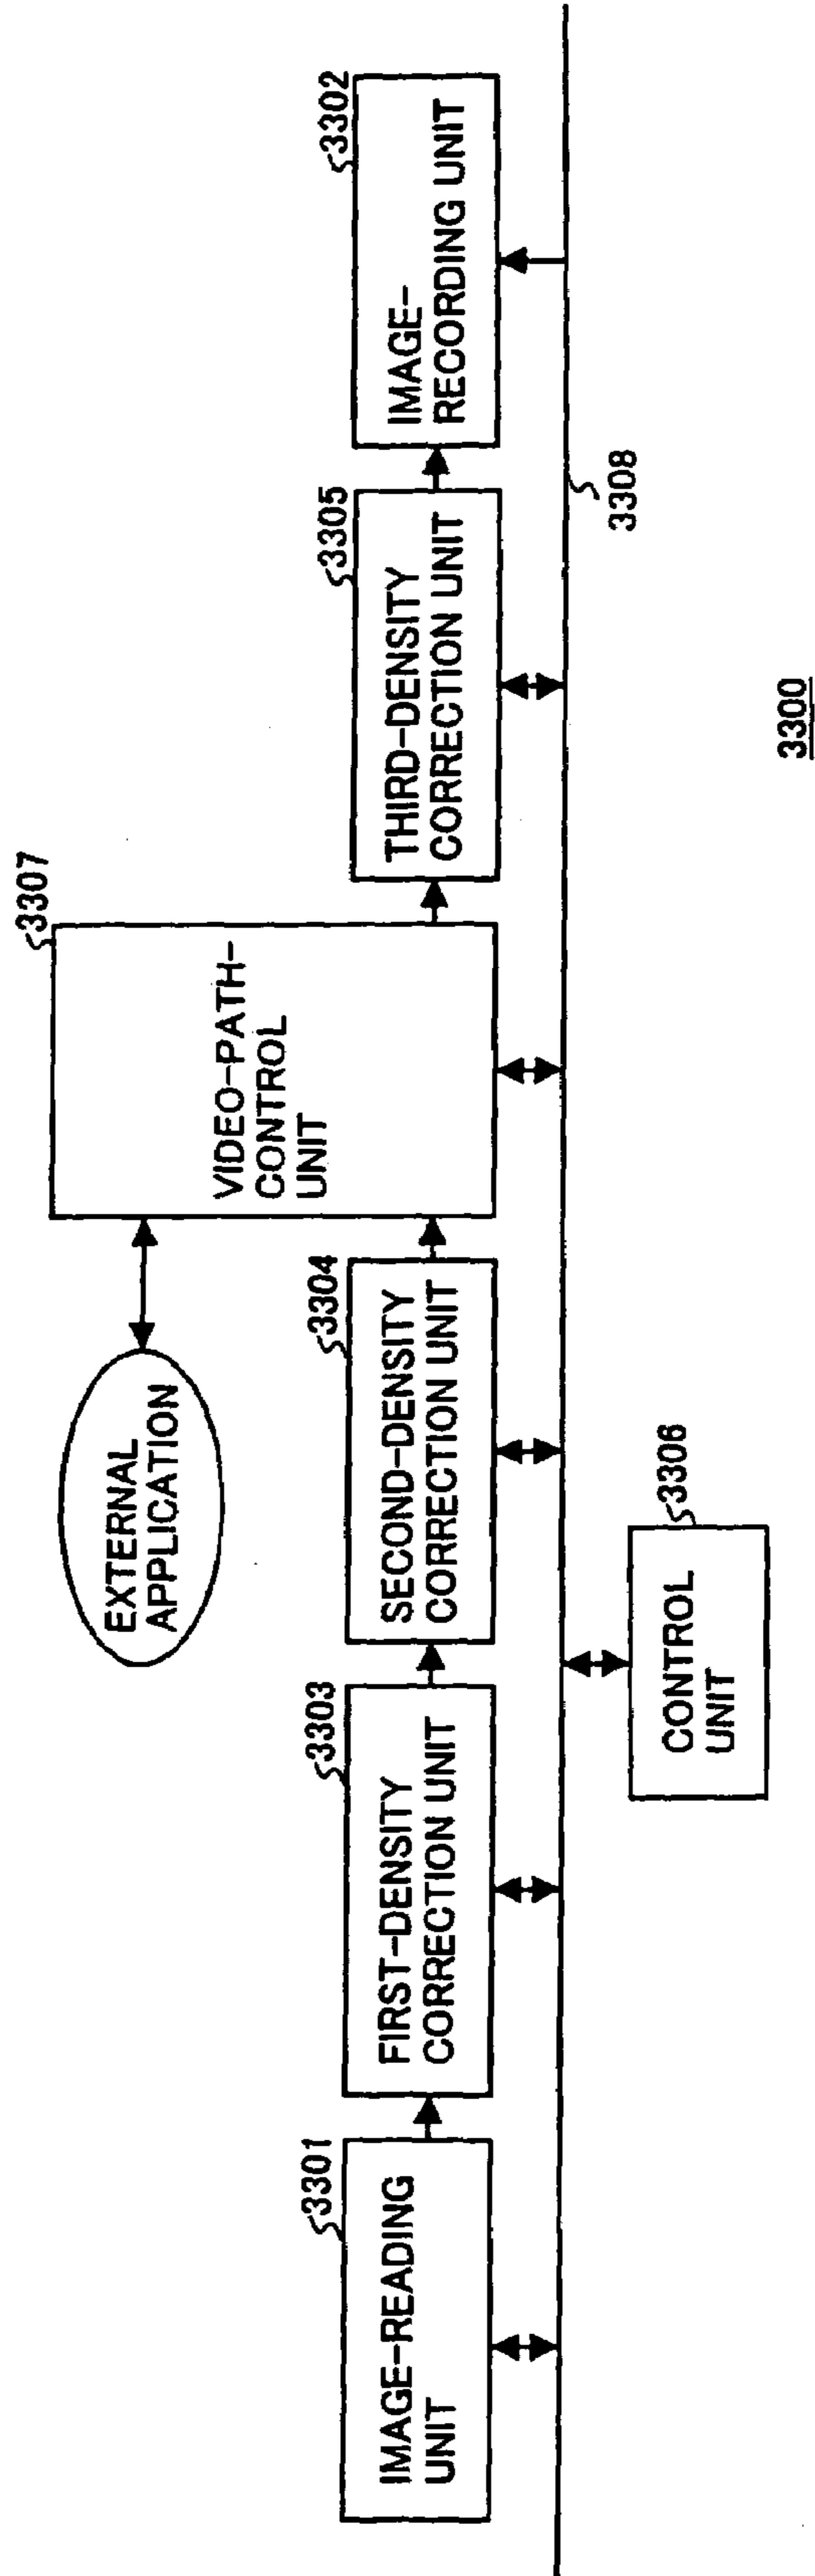 3307
EXTERNAL
APPLICATION
VIDEO-PATH-
CONTROL
UNIT
3301
IMAGE-READING
UNIT
3303
FIRST-DENSITY
CORRECTION UNIT
3304
SECOND-DENSITY
CORRECTION UNIT
3305
THIRD-DENSITY
CORRECTION UNIT
3302
IMAGE-
RECORDING UNIT
3308
3306
CONTROL
UNIT
3300